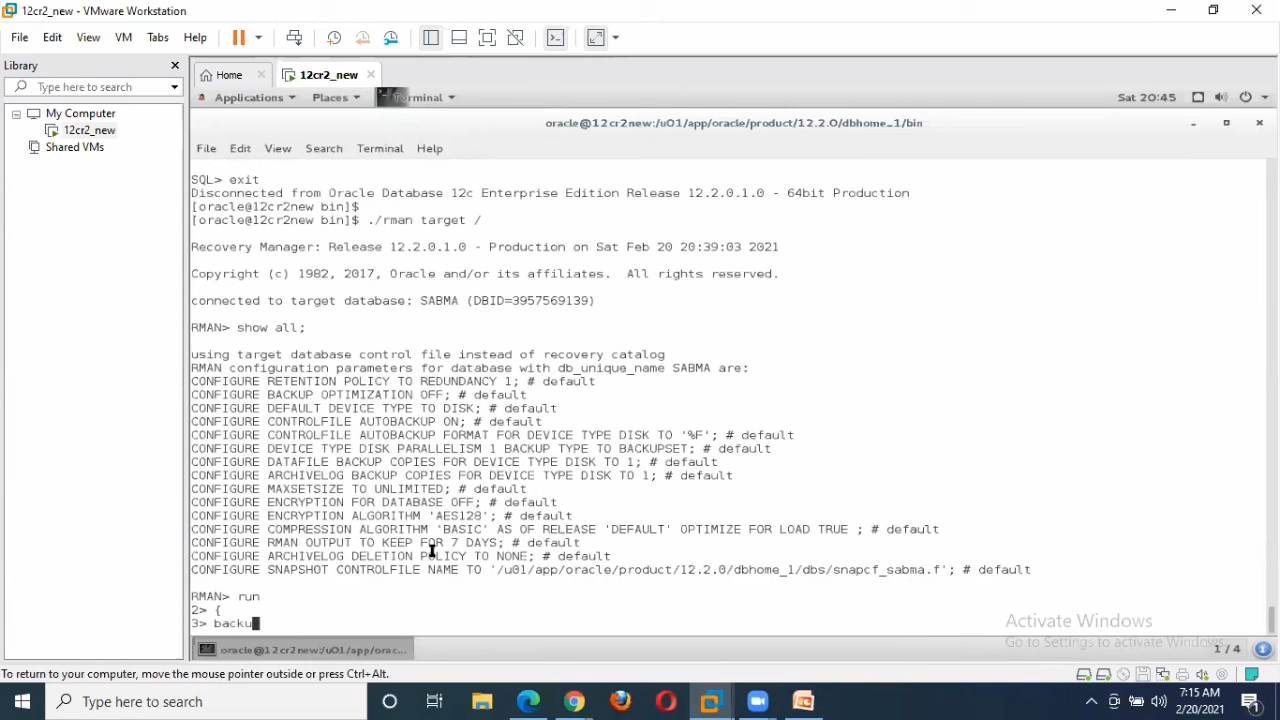 12cr2_new - VMware Workstation
File Edit View VM Tabs Help
Library
Type here to search
My Computer
12cr2_new
Shared VMs
Home
12cr2_new
Applications Places Terminal Sat 20:45
oracle@12cr2new:/u01/app/oracle/product/12.2.0/dbhome_1/bin
File Edit View Search Terminal Help
SQL> exit
Disconnected from Oracle Database 12c Enterprise Edition Release 12.2.0.1.0 - 64bit Production
[oracle@12cr2new bin]$
[oracle@12cr2new bin]$ ./rman target /
Recovery Manager: Release 12.2.0.1.0 - Production on Sat Feb 20 20:39:03 2021
Copyright (c) 1982, 2017, Oracle and/or its affiliates. All rights reserved.
connected to target database: SABMA (DBID=3957569139)
RMAN> show all;
using target database control file instead of recovery catalog
RMAN configuration parameters for database with db_unique_name SABMA are:
CONFIGURE RETENTION POLICY TO REDUNDANCY 1; # default
CONFIGURE BACKUP OPTIMIZATION OFF; # default
CONFIGURE DEFAULT DEVICE TYPE TO DISK; # default
CONFIGURE CONTROLFILE AUTOBACKUP ON; # default
CONFIGURE CONTROLFILE AUTOBACKUP FORMAT FOR DEVICE TYPE DISK TO '%F'; # default
CONFIGURE DEVICE TYPE DISK PARALLELISM 1 BACKUP TYPE TO BACKUPSET; # default
CONFIGURE DATAFILE BACKUP COPIES FOR DEVICE TYPE DISK TO 1; # default
CONFIGURE ARCHIVELOG BACKUP COPIES FOR DEVICE TYPE DISK TO 1; # default
CONFIGURE MAXSETSIZE TO UNLIMITED; # default
CONFIGURE ENCRYPTION FOR DATABASE OFF; # default
CONFIGURE ENCRYPTION ALGORITHM 'AES128'; # default
CONFIGURE COMPRESSION ALGORITHM 'BASIC' AS OF RELEASE 'DEFAULT' OPTIMIZE FOR LOAD TRUE ; # default
CONFIGURE RMAN OUTPUT TO KEEP FOR 7 DAYS; # default
CONFIGURE ARCHIVELOG DELETION POLICY TO NONE; # default
CONFIGURE SNAPSHOT CONTROLFILE NAME TO '/u01/app/oracle/product/12.2.0/dbhome_1/dbs/snapcf_sabma.f'; # default
RMAN> run
2> {
3> backu
Activate Windows
Go to Settings to activate Windows.
oracle@12cr2new:/u01/app/orac... 1 / 4
To return to your computer, move the mouse pointer outside or press Ctrl+Alt.
Type here to search
7:15 AM
2/20/2021